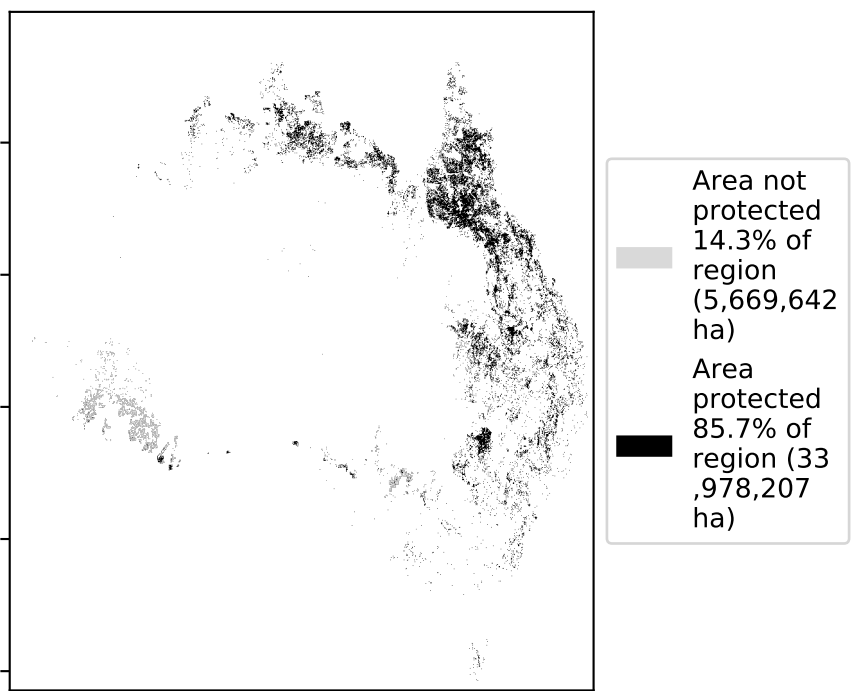 Area not
protected
14.3% of
region
(5,669,642
ha)
Area
protected
85.7% of
region (33
,978,207
ha)